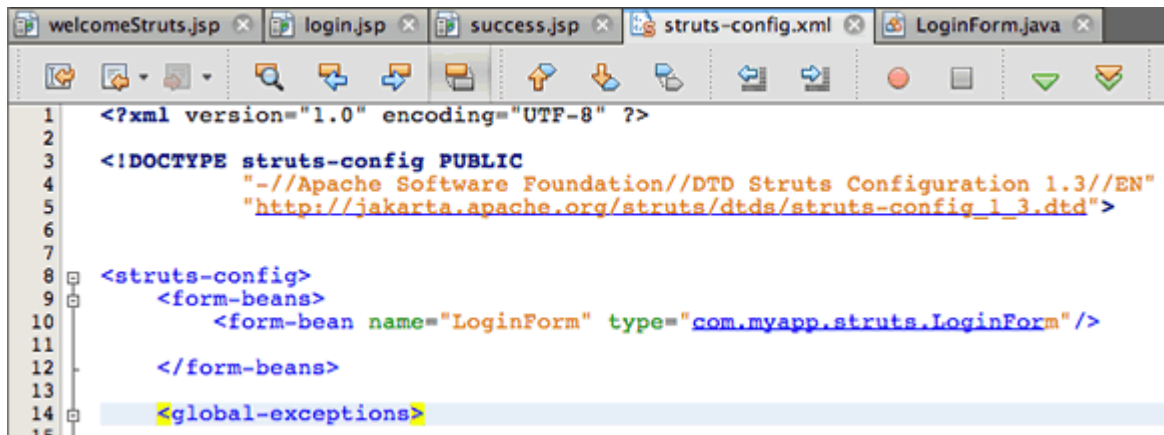 welcomeStruts.jsp login.jsp success.jsp struts-config.xml LoginForm.java
1 <?xml version="1.0" encoding="UTF-8" ?>
2
3 <!DOCTYPE struts-config PUBLIC
4 "-//Apache Software Foundation//DTD Struts Configuration 1.3//EN"
5 "http://jakarta.apache.org/struts/dtds/struts-config_1_3.dtd">
6
7
8 <struts-config>
9 <form-beans>
10 <form-bean name="LoginForm" type="com.myapp.struts.LoginForm"/>
11
12 </form-beans>
13
14 <global-exceptions>
15